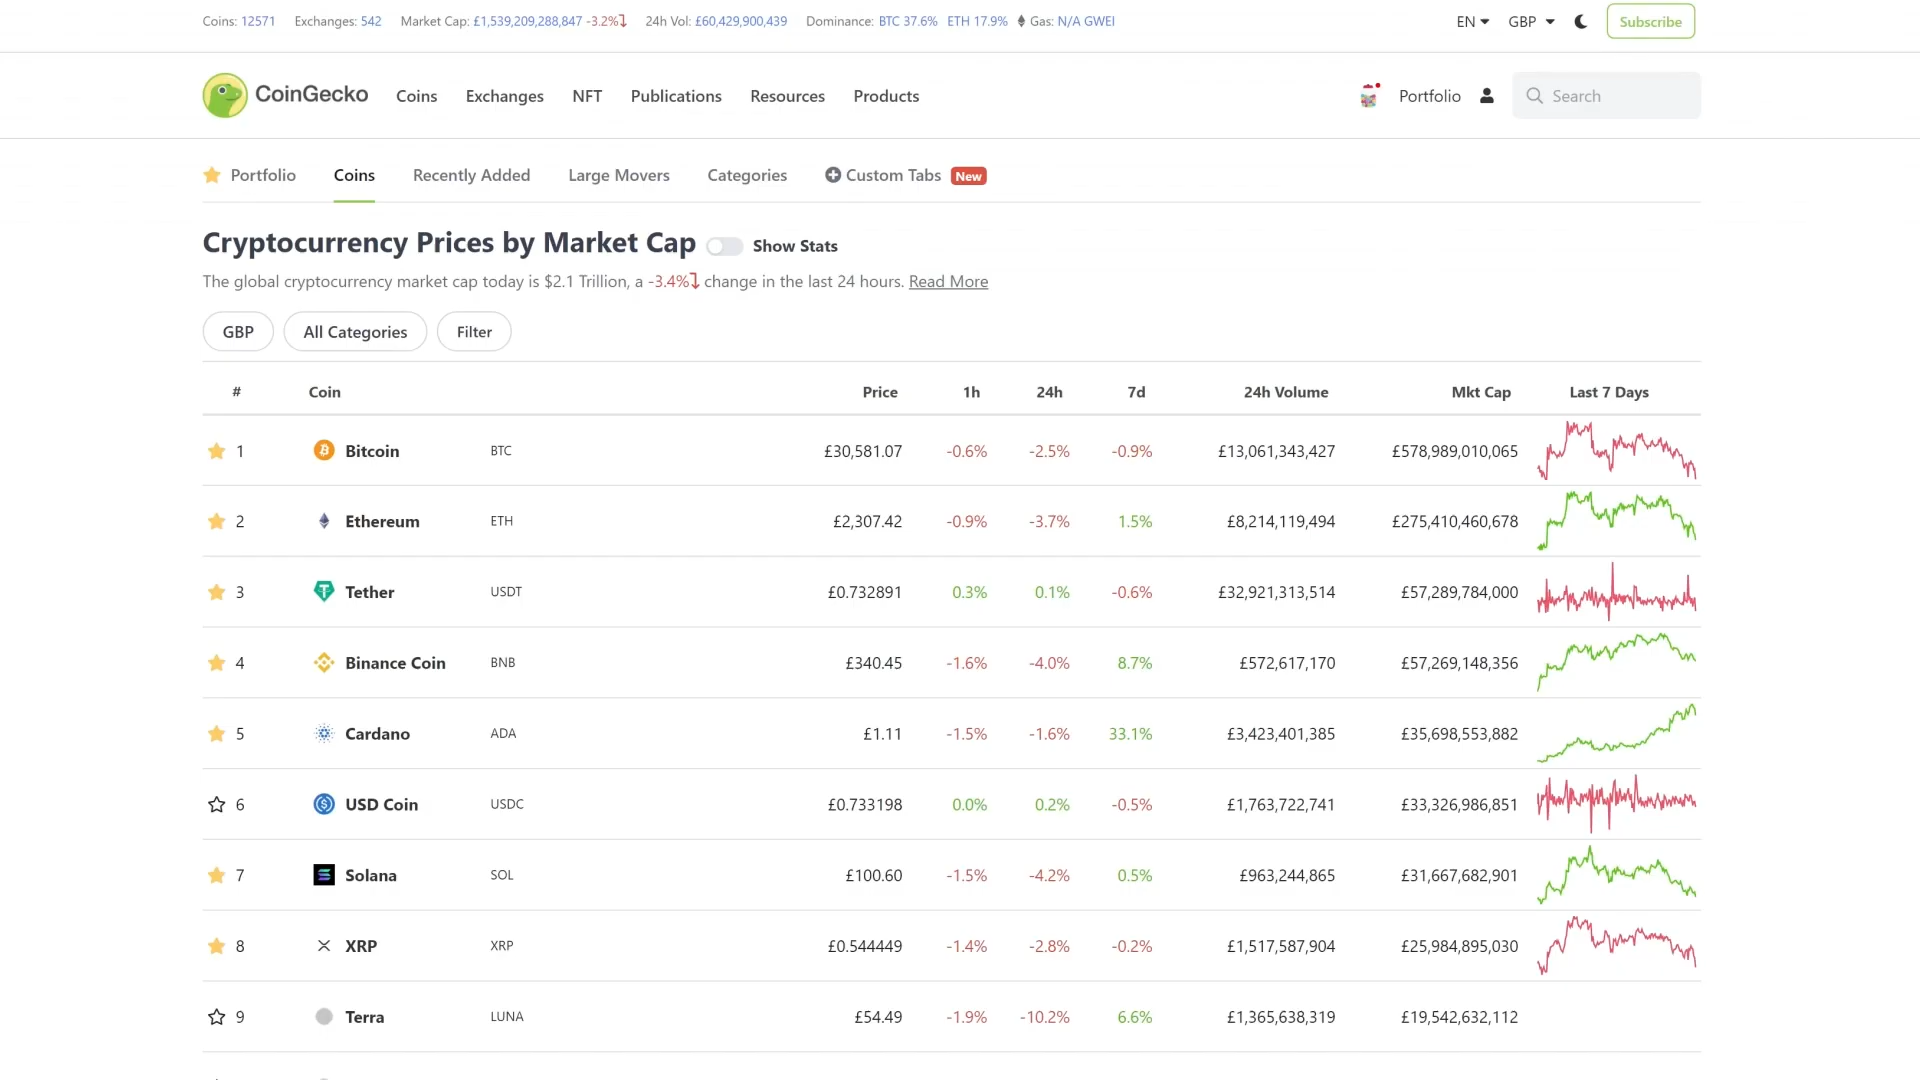 Coins: 12571 Exchanges: 542 Market Cap: £1,539,209,288,847 -3.2% 24h Vol: £60,429,900,439 Dominance: BTC 37.6% ETH 17.9% Gas: N/A GWEI EN GBP Subscribe
CoinGecko Coins Exchanges NFT Publications Resources Products Portfolio Search
Portfolio Coins Recently Added Large Movers Categories Custom Tabs New
Cryptocurrency Prices by Market Cap Show Stats
The global cryptocurrency market cap today is $2.1 Trillion, a -3.4% change in the last 24 hours. Read More
GBP All Categories Filter
# Coin Price 1h 24h 7d 24h Volume Mkt Cap Last 7 Days
1 Bitcoin BTC £30,581.07 -0.6% -2.5% -0.9% £13,061,343,427 £578,989,010,065
2 Ethereum ETH £2,307.42 -0.9% -3.7% 1.5% £8,214,119,494 £275,410,460,678
3 Tether USDT £0.732891 0.3% 0.1% -0.6% £32,921,313,514 £57,289,784,000
4 Binance Coin BNB £340.45 -1.6% -4.0% 8.7% £572,617,170 £57,269,148,356
5 Cardano ADA £1.11 -1.5% -1.6% 33.1% £3,423,401,385 £35,698,553,882
6 USD Coin USDC £0.733198 0.0% 0.2% -0.5% £1,763,722,741 £33,326,986,851
7 Solana SOL £100.60 -1.5% -4.2% 0.5% £963,244,865 £31,667,682,901
8 XRP XRP £0.544449 -1.4% -2.8% -0.2% £1,517,587,904 £25,984,895,030
9 Terra LUNA £54.49 -1.9% -10.2% 6.6% £1,365,638,319 £19,542,632,112